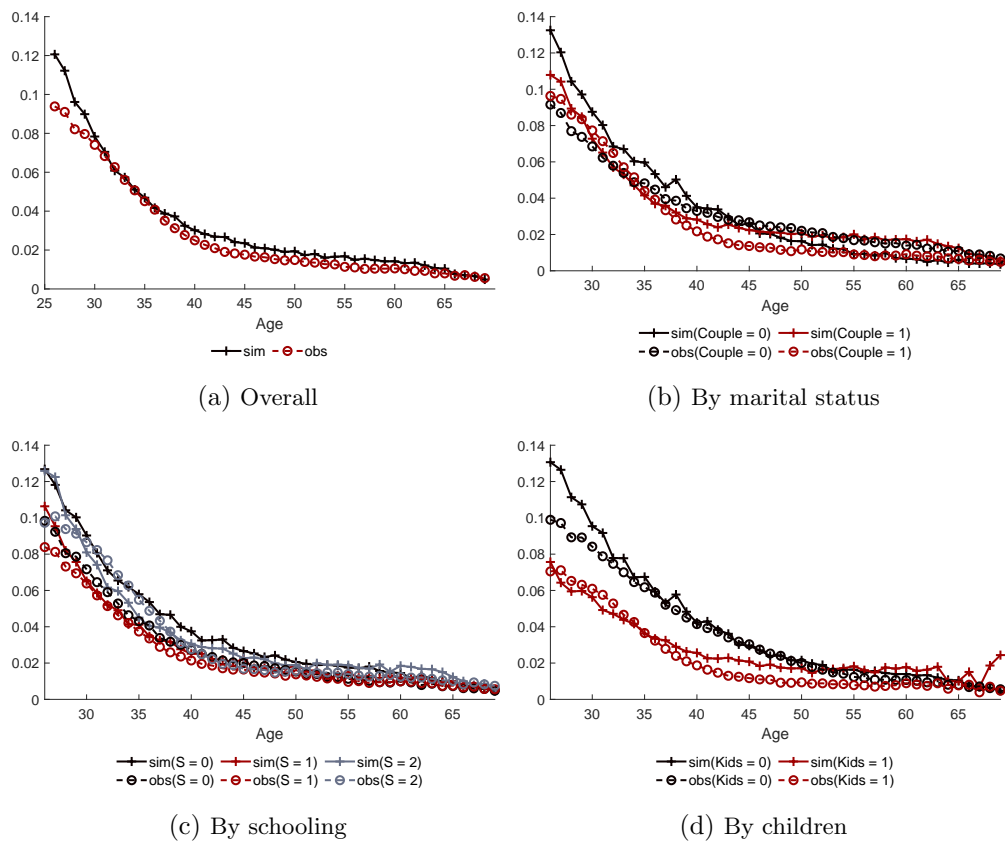 0.14
0.12
0.1
0.08
0.06
0.04
0.02
0
25 30 35 40 45 50 55 60 65
Age
sim obs
(a) Overall
0.14
0.12
0.1
0.08
0.06
0.04
0.02
0
30 35 40 45 50 55 60 65
Age
sim(Couple = 0) sim(Couple = 1)
obs(Couple = 0) obs(Couple = 1)
(b) By marital status
0.14
0.12
0.1
0.08
0.06
0.04
0.02
0
30 35 40 45 50 55 60 65
Age
sim(S = 0) sim(S = 1) sim(S = 2)
obs(S = 0) obs(S = 1) obs(S = 2)
(c) By schooling
0.14
0.12
0.1
0.08
0.06
0.04
0.02
0
30 35 40 45 50 55 60 65
Age
sim(Kids = 0) sim(Kids = 1)
obs(Kids = 0) obs(Kids = 1)
(d) By children